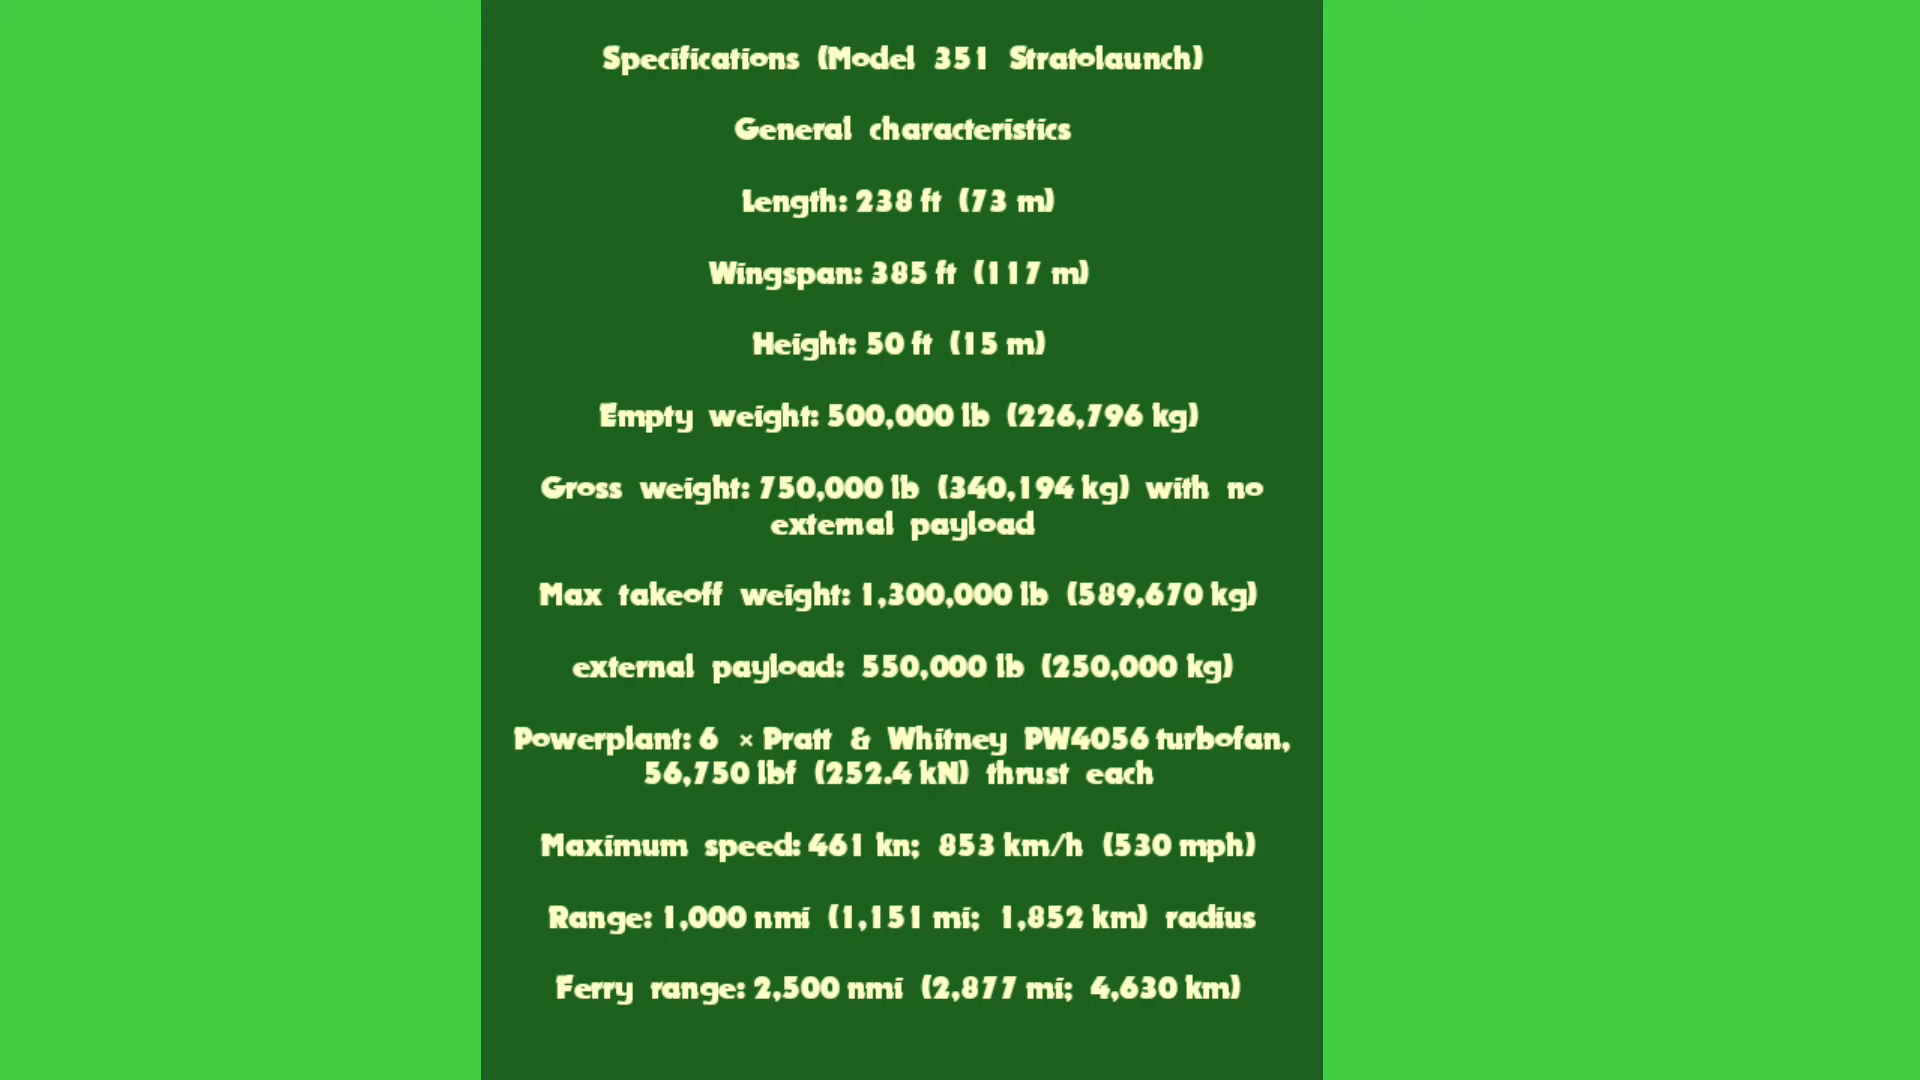 Specifications (Model 351 Stratolaunch)
General characteristics
Length: 238 ft (73 m)
Wingspan: 385 ft (117 m)
Height: 50 ft (15 m)
Empty weight: 500,000 lb (226,796 kg)
Gross weight: 750,000 lb (340,194 kg) with no
external payload
Max takeoff weight: 1,300,000 lb (589,670 kg)
external payload: 550,000 lb (250,000 kg)
Powerplant: 6 × Pratt & Whitney PW4056 turbofan,
56,750 lbf (252.4 kN) thrust each
Maximum speed: 461 kn; 853 km/h (530 mph)
Range: 1,000 nmi (1,151 mi; 1,852 km) radius
Ferry range: 2,500 nmi (2,877 mi; 4,630 km)